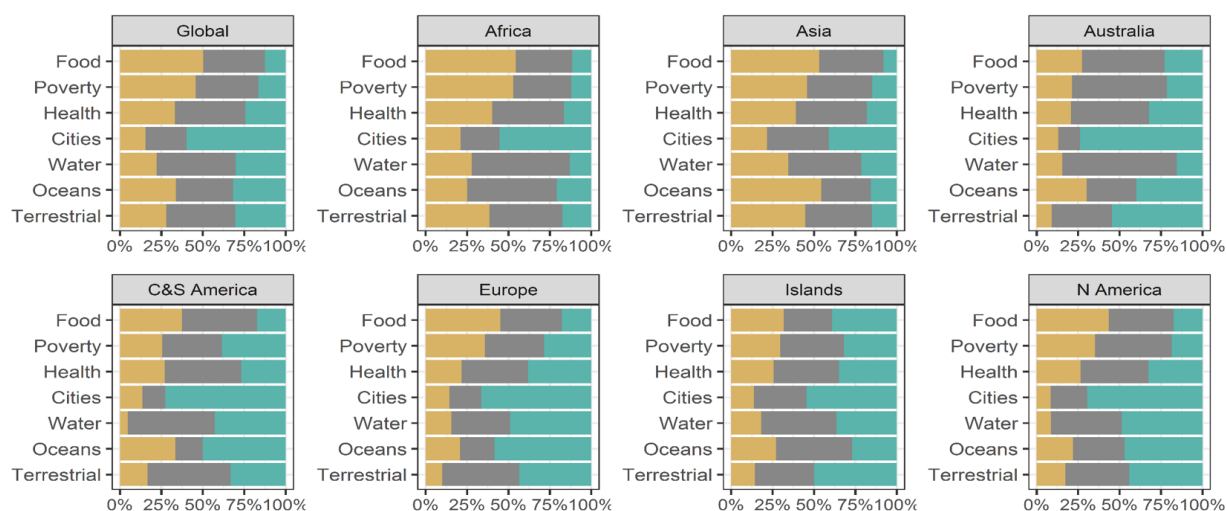 Global Africa Asia Australia
Food Food Food Food
Poverty Poverty Poverty Poverty
Health Health Health Health
Cities Cities Cities Cities
Water Water Water Water
Oceans Oceans Oceans Oceans
Terrestrial Terrestrial Terrestrial Terrestrial
0% 25% 50% 75% 100% 0% 25% 50% 75% 100% 0% 25% 50% 75% 100% 0% 25% 50% 75% 100%
C&S America Europe Islands N America
Food Food Food Food
Poverty Poverty Poverty Poverty
Health Health Health Health
Cities Cities Cities Cities
Water Water Water Water
Oceans Oceans Oceans Oceans
Terrestrial Terrestrial Terrestrial Terrestrial
0% 25% 50% 75% 100% 0% 25% 50% 75% 100% 0% 25% 50% 75% 100% 0% 25% 50% 75% 100%